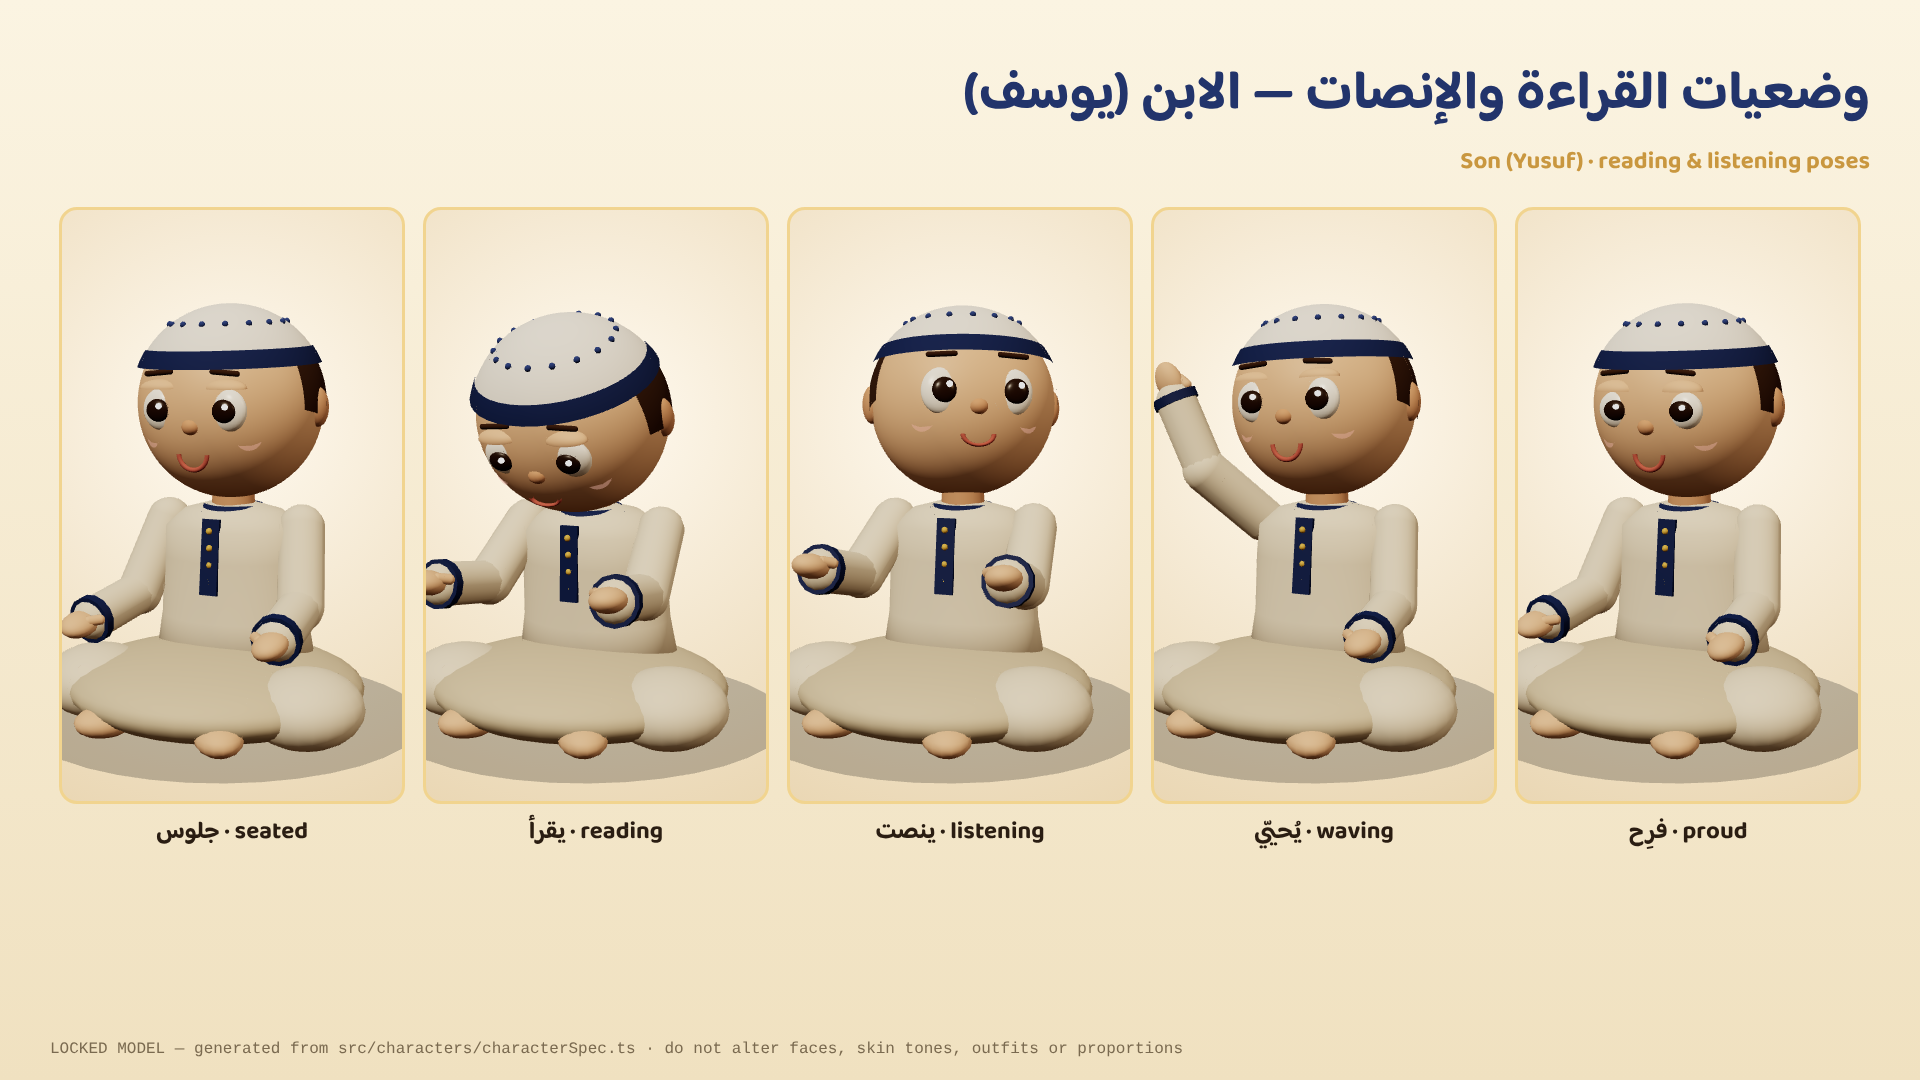 وضعيات القراءة والإنصات — الابن (يوسف)
Son (Yusuf) · reading & listening poses
جلوس · seated
يقرأ · reading
ينصت · listening
يُحيّي · waving
فرِح · proud
LOCKED MODEL — generated from src/characters/characterSpec.ts · do not alter faces, skin tones, outfits or proportions